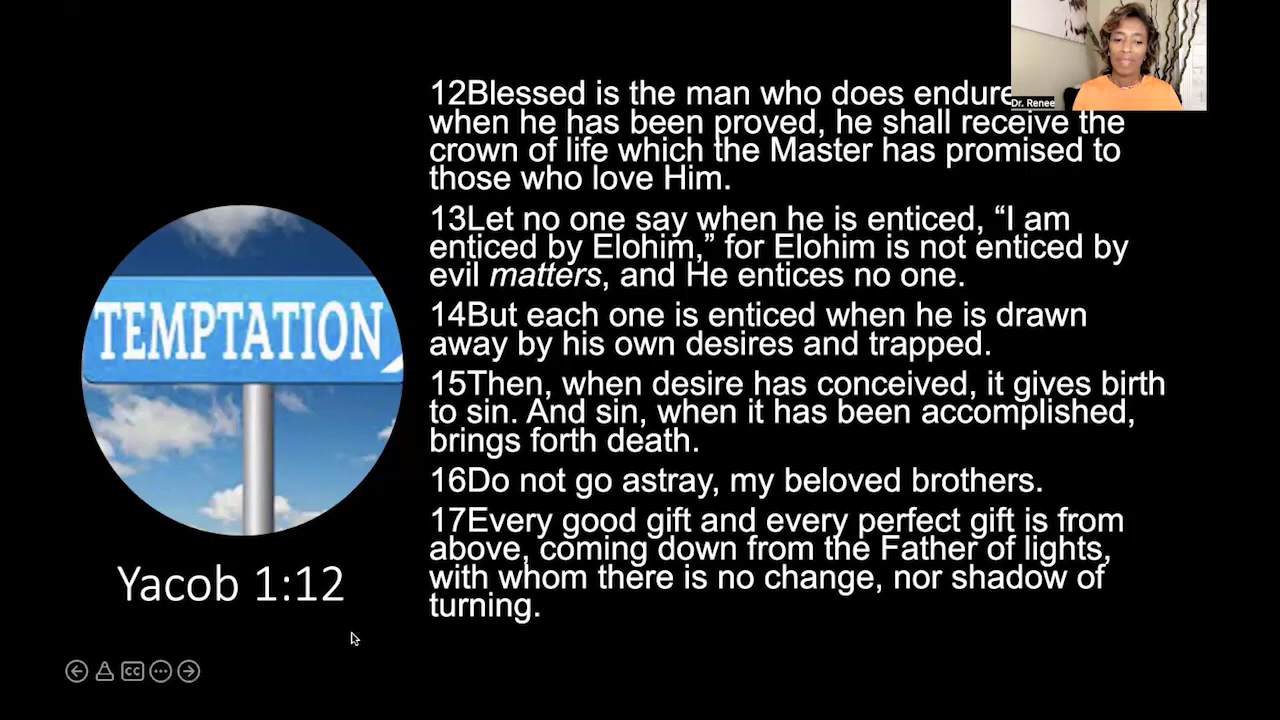 Dr. Renee
12Blessed is the man who does endure
when he has been proved, he shall receive the
crown of life which the Master has promised to
those who love Him.
13Let no one say when he is enticed, “I am
enticed by Elohim,” for Elohim is not enticed by
evil matters, and He entices no one.
14But each one is enticed when he is drawn
away by his own desires and trapped.
15Then, when desire has conceived, it gives birth
to sin. And sin, when it has been accomplished,
brings forth death.
16Do not go astray, my beloved brothers.
17Every good gift and every perfect gift is from
above, coming down from the Father of lights,
with whom there is no change, nor shadow of
turning.
TEMPTATION
Yacob 1:12
CC